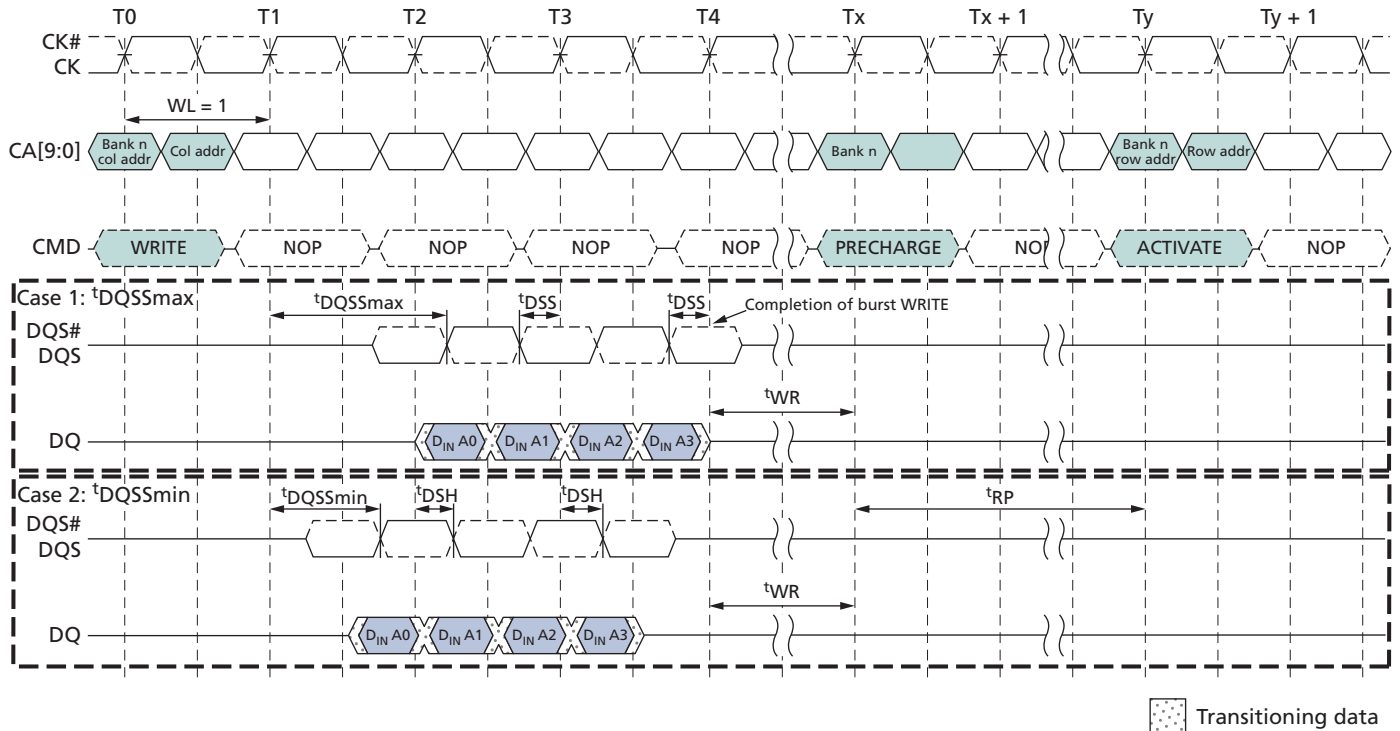 T0 T1 T2 T3 T4 Tx Tx + 1 Ty Ty + 1
CK#
CK
WL = 1
CA[9:0] Bank n col addr Col addr Bank n Bank n row addr Row addr
CMD WRITE NOP NOP NOP NOP PRECHARGE NOP ACTIVATE NOP
Case 1: tDQSSmax
tDQSSmax tDSS tDSS Completion of burst WRITE
DQS#
DQS
tWR
DQ DIN A0 DIN A1 DIN A2 DIN A3
Case 2: tDQSSmin
tDQSSmin tDSH tDSH tRP
DQS#
DQS
tWR
DQ DIN A0 DIN A1 DIN A2 DIN A3
Transitioning data